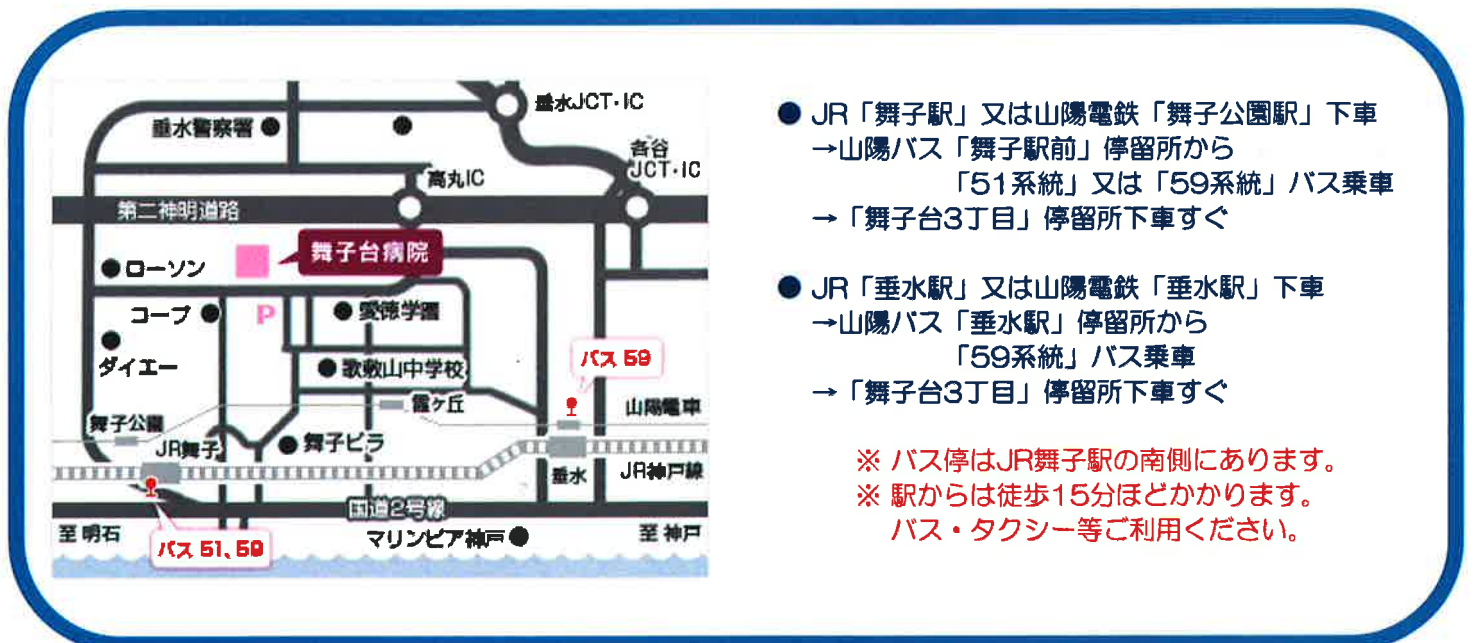 垂水JCT・IC
垂水警察署
名谷
JCT・IC
高丸IC
第二神明道路
舞子台病院
ローソン
コープ
P
愛徳学園
ダイエー
歌敷山中学校
バス 59
霞ヶ丘
山陽電車
舞子公園
JR舞子
舞子ビラ
垂水
JR神戸線
国道2号線
至 明石
バス 51、59
マリンピア神戸
至 神戸
● JR「舞子駅」又は山陽電鉄「舞子公園駅」下車
→山陽バス「舞子駅前」停留所から
「51系統」又は「59系統」バス乗車
→「舞子台3丁目」停留所下車すぐ
● JR「垂水駅」又は山陽電鉄「垂水駅」下車
→山陽バス「垂水駅」停留所から
「59系統」バス乗車
→「舞子台3丁目」停留所下車すぐ
※ バス停はJR舞子駅の南側にあります。
※ 駅からは徒歩15分ほどかかります。
バス・タクシー等ご利用ください。